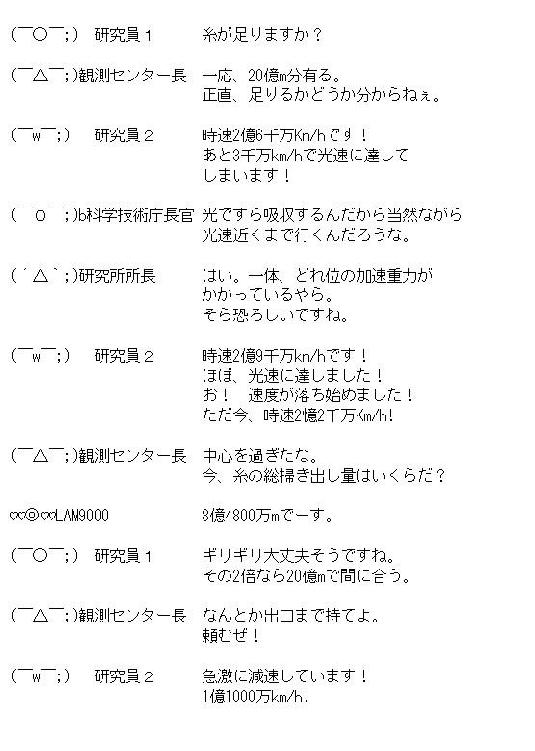 (￣○￣;) 研究員１ 糸が足りますか？
(￣△￣;)観測センター長 一応、20億m分有る。
正直、足りるかどうか分からねぇ。
(￣w￣;) 研究員２ 時速2億6千万Kn/hです！
あと3千万km/hで光速に達して
しまいます！
( O ;)b科学技術庁長官 光ですら吸収するんだから当然ながら
光速近くまで行くんだろうな。
(´△｀;)研究所所長 はい。一体、どれ位の加速重力が
かかっているやら。
そら恐ろしいですね。
(￣w￣;) 研究員２ 時速2億9千万kn/hです！
ほぼ、光速に達しました！
お！ 速度が落ち始めました！
ただ今、時速2億2千万km/h!
(￣△￣;)観測センター長 中心を過ぎたな。
今、糸の総掃き出し量はいくらだ？
∞◎∞LAM9000 8億7800万mでーす。
(￣○￣;) 研究員１ ギリギリ大丈夫そうですね。
その2倍なら20億mで間に合う。
(￣△￣;)観測センター長 なんとか出口まで持てよ。
頼むぜ！
(￣w￣;) 研究員２ 急激に減速しています！
1億1000万km/h.